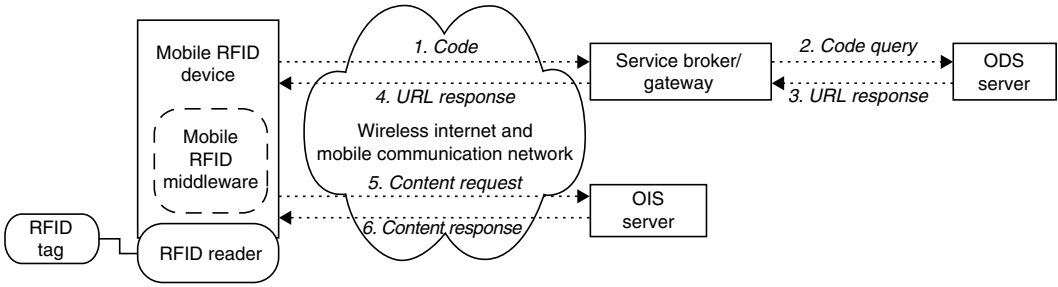 Mobile RFID
device
Mobile
RFID
middleware
RFID
tag
RFID reader
1. Code
4. URL response
Wireless internet and
mobile communication network
5. Content request
6. Content response
Service broker/
gateway
2. Code query
3. URL response
ODS
server
OIS
server